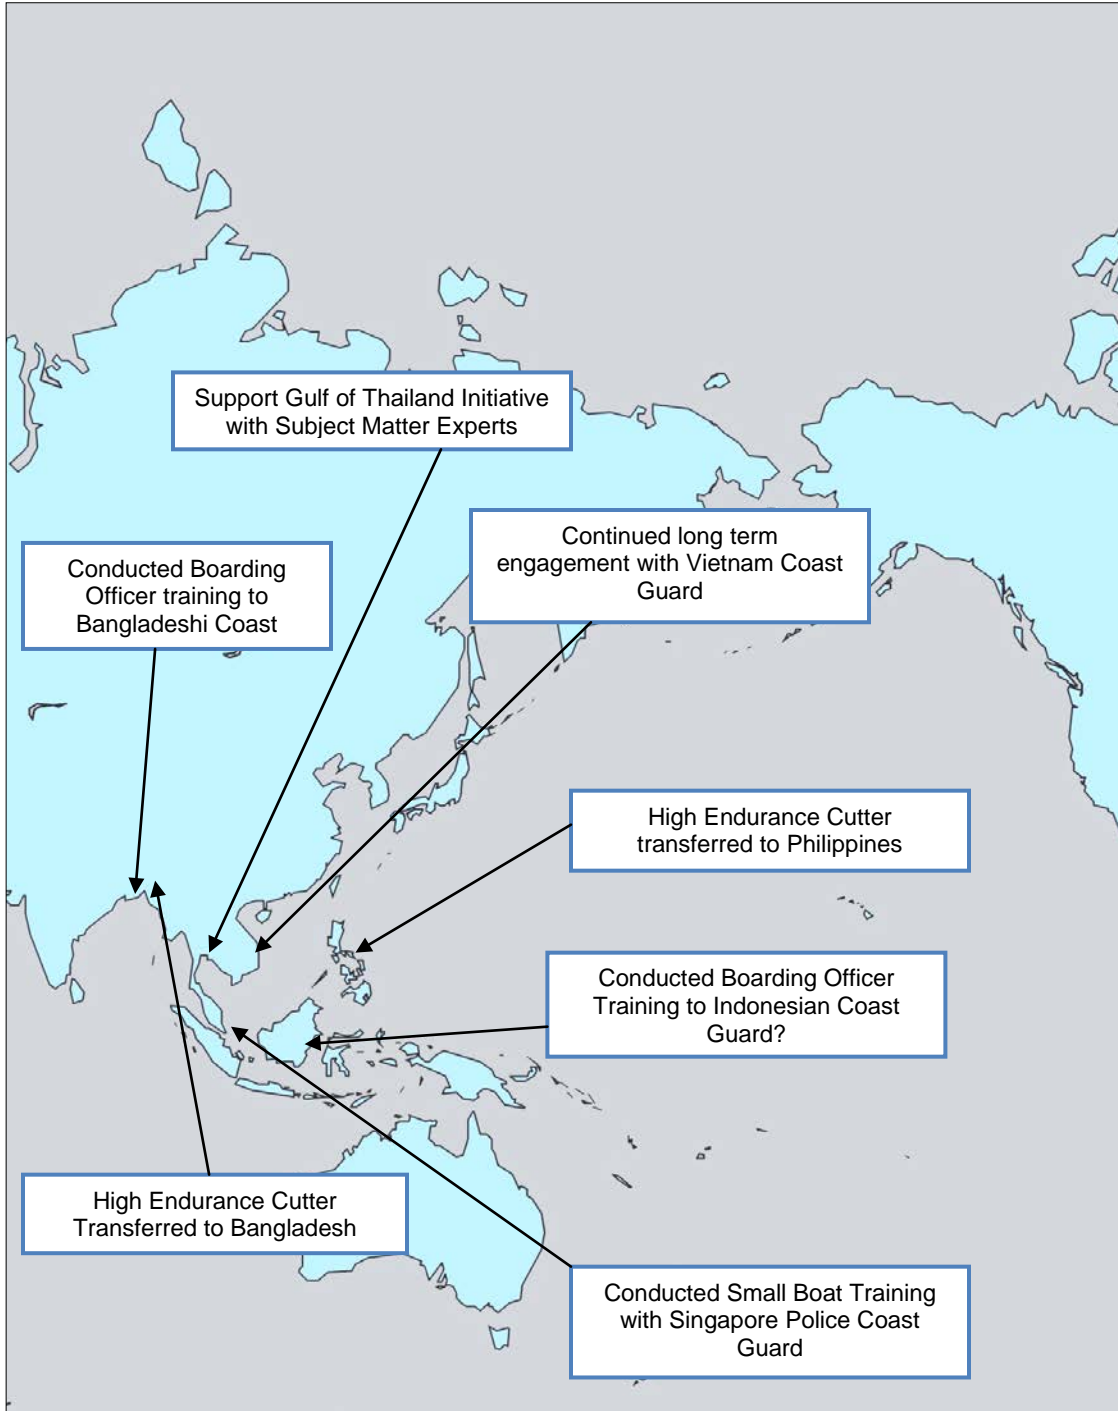 Support Gulf of Thailand Initiative
with Subject Matter Experts
Continued long term
engagement with Vietnam Coast
Guard
Conducted Boarding
Officer training to
Bangladeshi Coast
High Endurance Cutter
transferred to Philippines
Conducted Boarding Officer
Training to Indonesian Coast
Guard?
High Endurance Cutter
Transferred to Bangladesh
Conducted Small Boat Training
with Singapore Police Coast
Guard